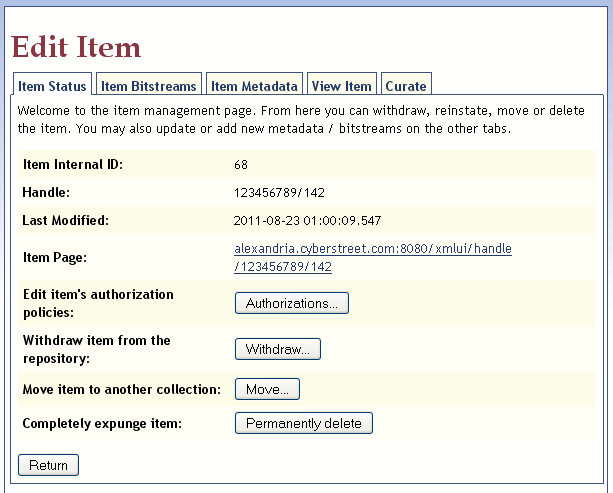 Edit Item
Item Status Item Bitstreams Item Metadata View Item Curate
Welcome to the item management page. From here you can withdraw, reinstate, move or delete
the item. You may also update or add new metadata / bitstreams on the other tabs.
Item Internal ID: 68
Handle: 123456789/142
Last Modified: 2011-08-23 01:00:09.547
Item Page: alexandria.cyberstreet.com:8080/xmlui/handle
/123456789/142
Edit item's authorization
policies: Authorizations...
Withdraw item from the
repository: Withdraw...
Move item to another collection: Move...
Completely expunge item: Permanently delete
Return